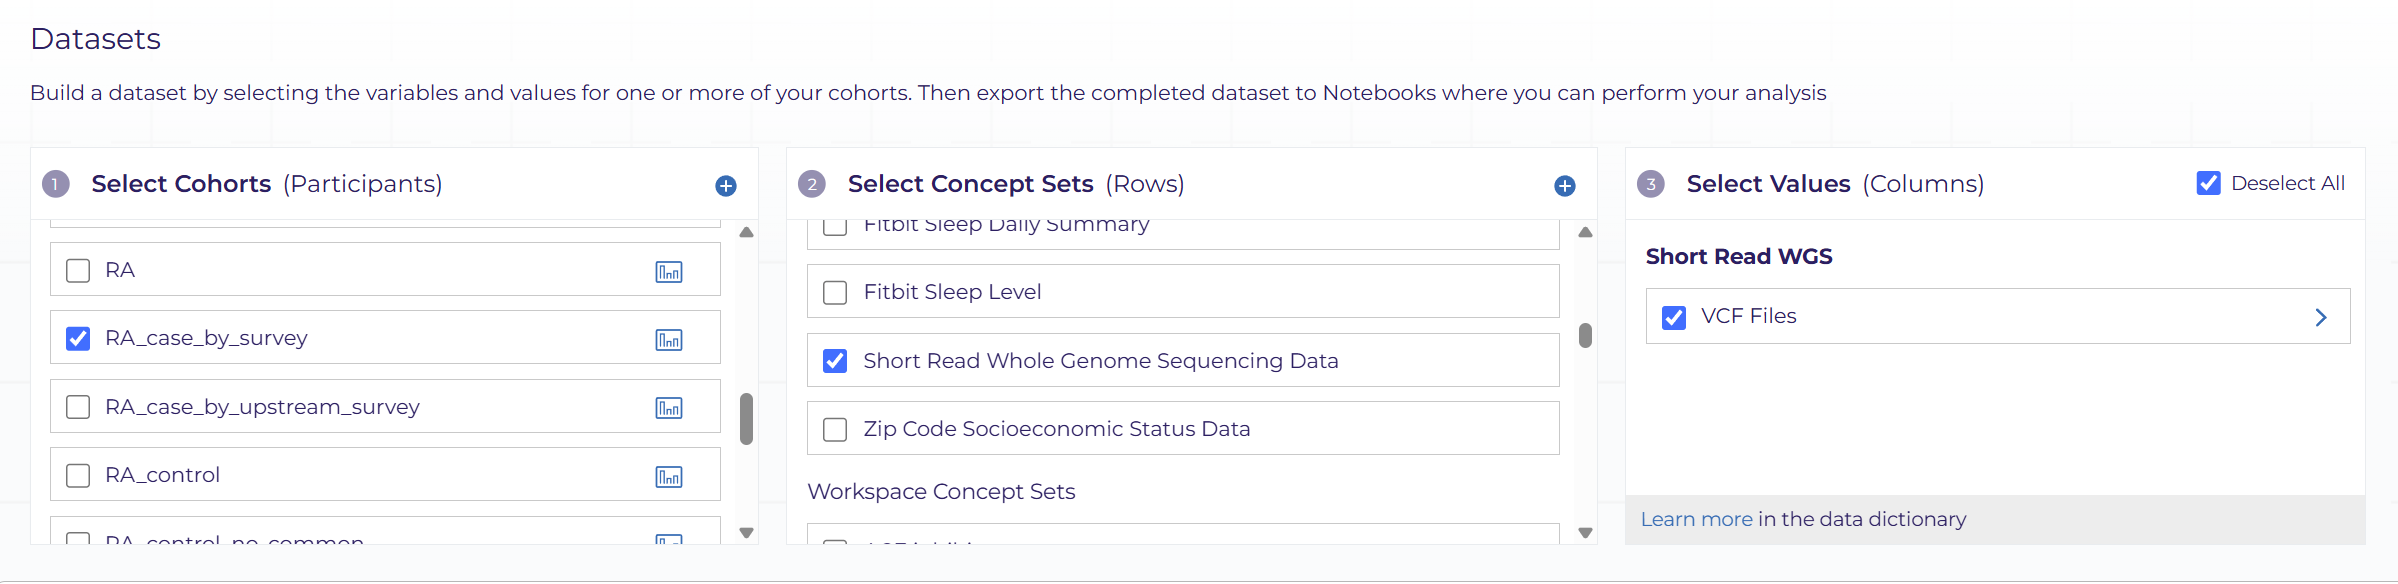 Datasets
Build a dataset by selecting the variables and values for one or more of your cohorts. Then export the completed dataset to Notebooks where you can perform your analysis
1 Select Cohorts (Participants)
RA
RA_case_by_survey
RA_case_by_upstream_survey
RA_control
RA_control_no_common
2 Select Concept Sets (Rows)
Fitbit Sleep Daily Summary
Fitbit Sleep Level
Short Read Whole Genome Sequencing Data
Zip Code Socioeconomic Status Data
Workspace Concept Sets
3 Select Values (Columns)
Deselect All
Short Read WGS
VCF Files
Learn more in the data dictionary